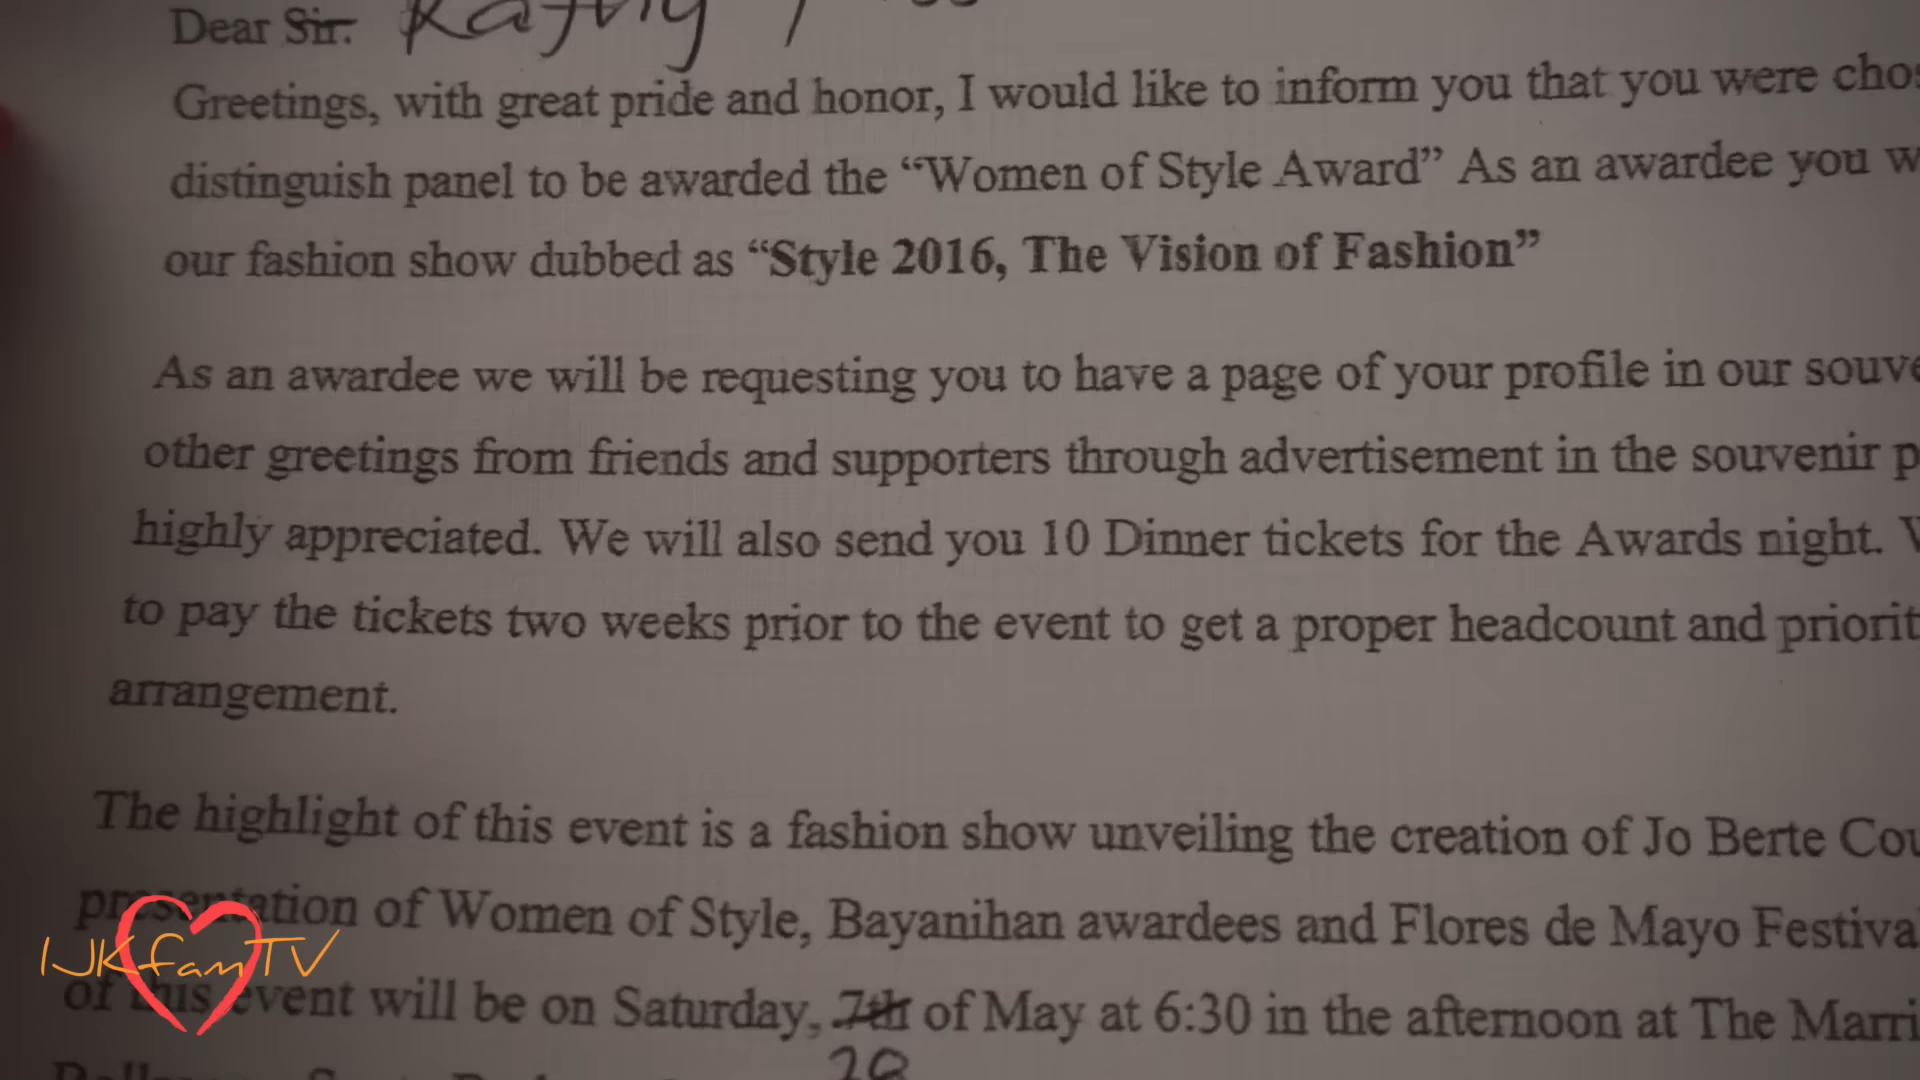 Dear Sir.
Greetings, with great pride and honor, I would like to inform you that you were
distinguish panel to be awarded the “Women of Style Award” As an awardee you
our fashion show dubbed as “Style 2016, The Vision of Fashion”
As an awardee we will be requesting you to have a page of your profile in our
other greetings from friends and supporters through advertisement in the souvenir
highly appreciated. We will also send you 10 Dinner tickets for the Awards night.
to pay the tickets two weeks prior to the event to get a proper headcount and
arrangement.
The highlight of this event is a fashion show unveiling the creation of Jo Berte
presentation of Women of Style, Bayanihan awardees and Flores de Mayo
of this event will be on Saturday, 7th of May at 6:30 in the afternoon at The
28
IJKfamTV